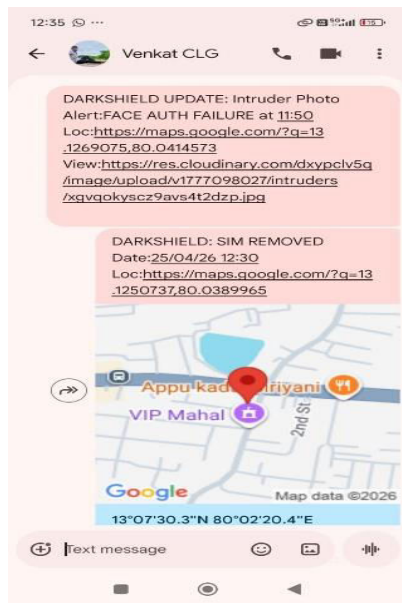 12:35
Venkat CLG
DARKSHIELD UPDATE: Intruder Photo
Alert:FACE AUTH FAILURE at 11:50
Loc:https://maps.google.com/?q=13
.1269075,80.0414573
View:https://res.cloudinary.com/dxypclv5q
/image/upload/v1777098027/intruders
/xgvqokyscz9avs4t2dzp.jpg
DARKSHIELD: SIM REMOVED
Date:25/04/26 12:30
Loc:https://maps.google.com/?q=13
.1250737,80.0389965
Appu kad
iriyani
VIP Mahal
2nd St
Google
Map data ©2026
13°07'30.3"N 80°02'20.4"E
Text message